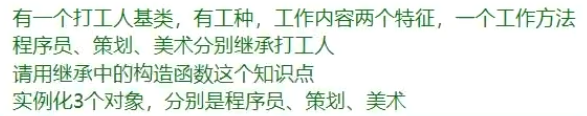 有一个打工人基类，有工种，工作内容两个特征，一个工作方法
程序员、策划、美术分别继承打工人
请用继承中的构造函数这个知识点
实例化3个对象，分别是程序员、策划、美术